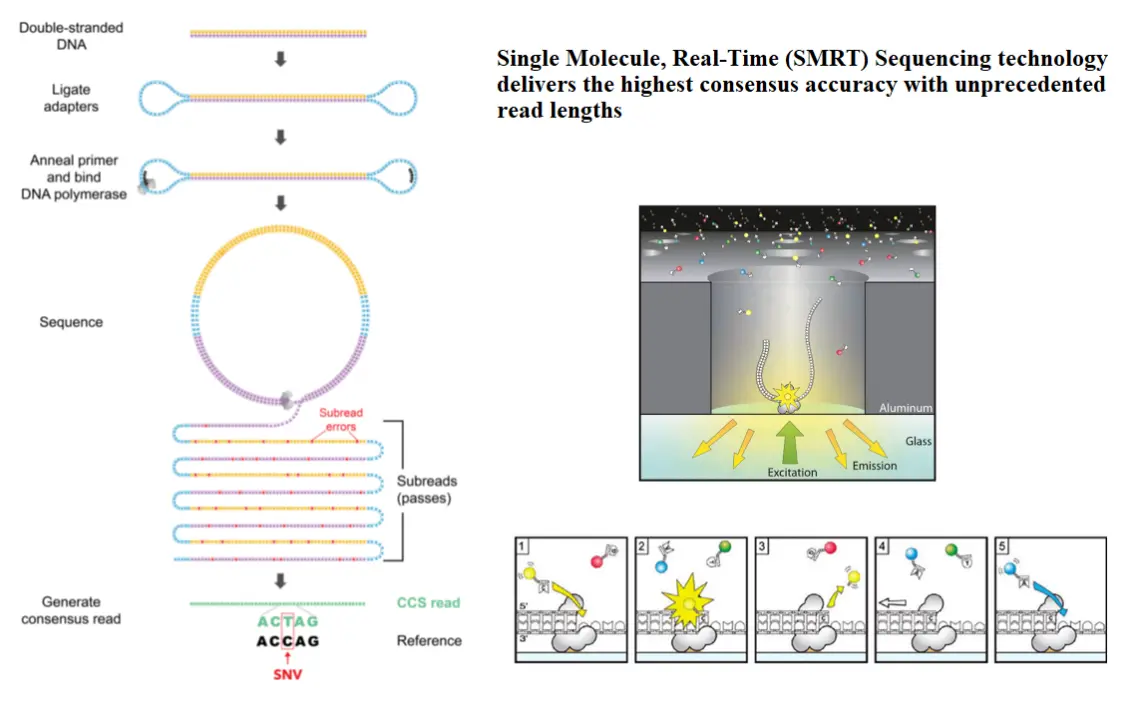 Double-stranded
DNA
Ligate
adapters
Anneal primer
and bind
DNA polymerase
Sequence
Subread
errors
Subreads
(passes)
Generate
consensus read
CCS read
ACTAG
ACCAG
Reference
SNV
Single Molecule, Real-Time (SMRT) Sequencing technology
delivers the highest consensus accuracy with unprecedented
read lengths
Aluminum
Glass
Excitation
Emission
1
5'
3'
2
3
4
5